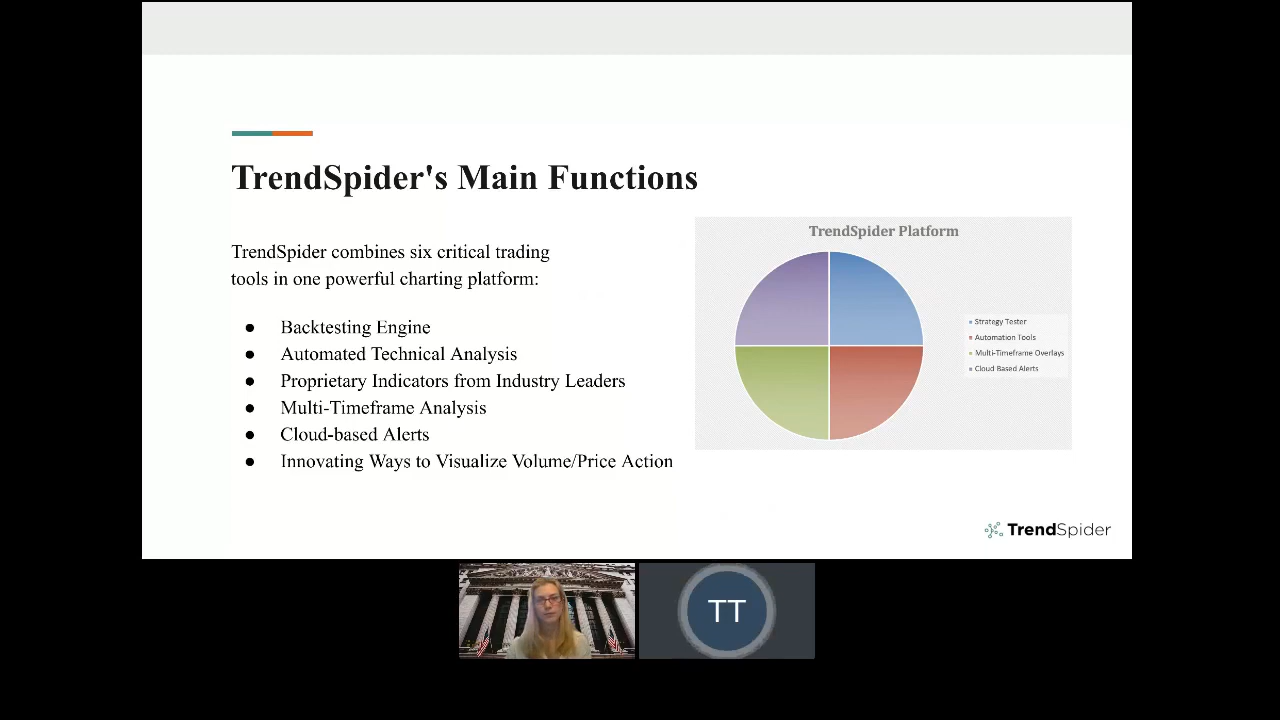 TrendSpider's Main Functions
TrendSpider combines six critical trading
tools in one powerful charting platform:
● Backtesting Engine
● Automated Technical Analysis
● Proprietary Indicators from Industry Leaders
● Multi-Timeframe Analysis
● Cloud-based Alerts
● Innovating Ways to Visualize Volume/Price Action
TrendSpider Platform
Strategy Tester
Automation Tools
Multi-Timeframe Overlays
Cloud Based Alerts
TrendSpider
TT